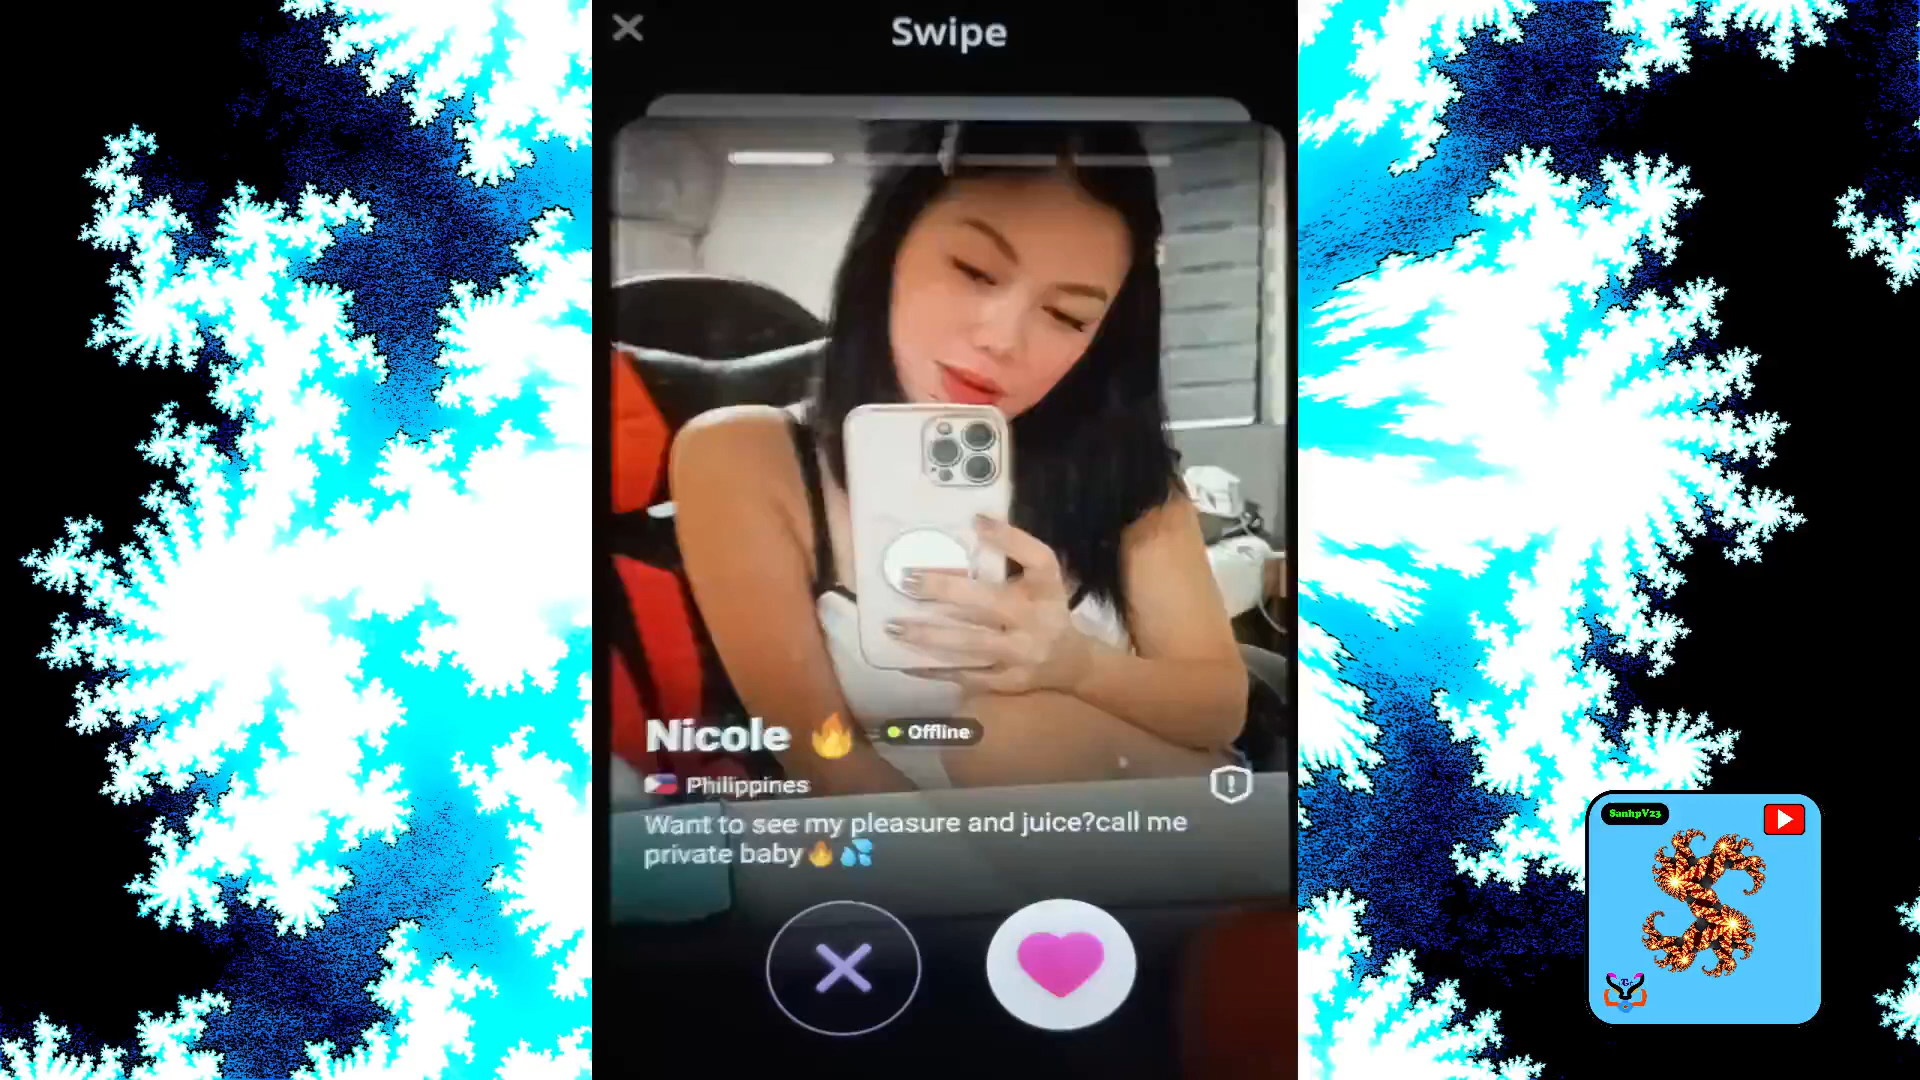 Swipe
Nicole 🔥 Offline
Philippines
Want to see my pleasure and juice?call me
private baby🔥💦
SanhpV23